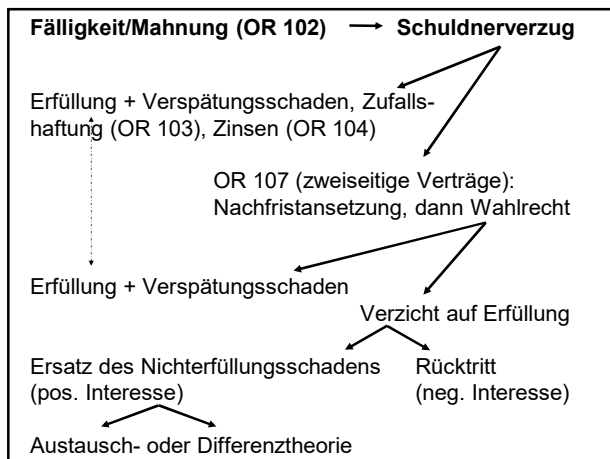 Fälligkeit/Mahnung (OR 102) Schuldnerverzug
Erfüllung + Verspätungsschaden, Zufalls-
haftung (OR 103), Zinsen (OR 104)
OR 107 (zweiseitige Verträge):
Nachfristansetzung, dann Wahlrecht
Erfüllung + Verspätungsschaden
Verzicht auf Erfüllung
Ersatz des Nichterfüllungsschadens
(pos. Interesse)
Rücktritt
(neg. Interesse)
Austausch- oder Differenztheorie